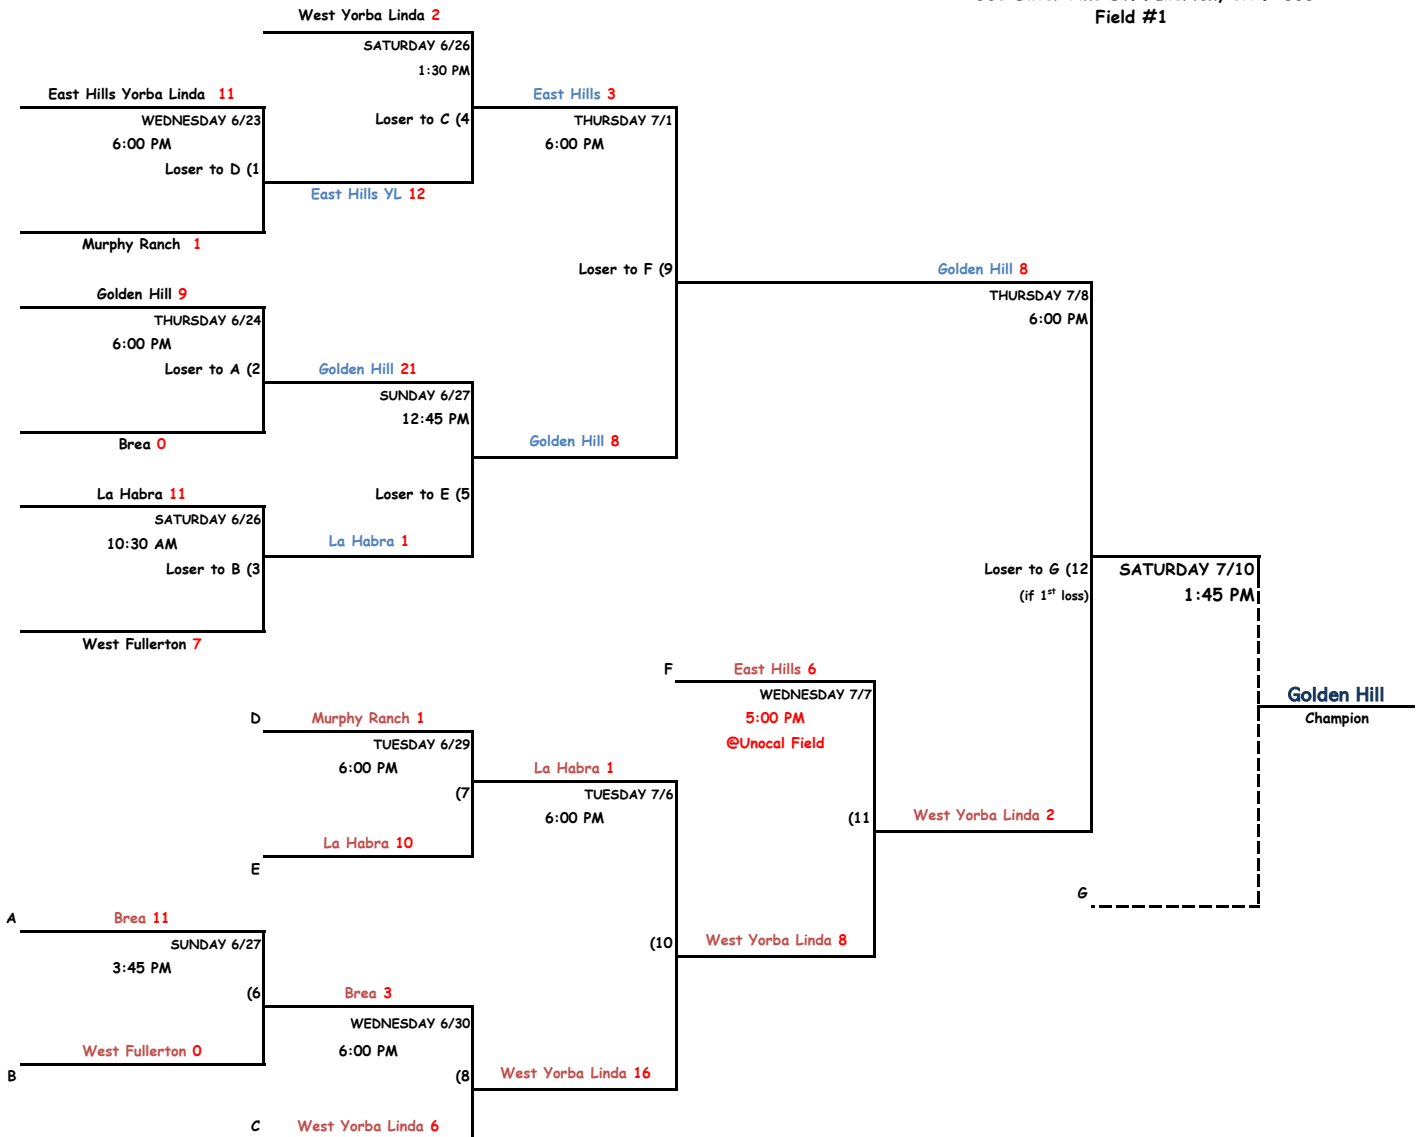 Field #1
West Yorba Linda 2
SATURDAY 6/26
1:30 PM
East Hills Yorba Linda 11
East Hills 3
WEDNESDAY 6/23
Loser to C (4
THURSDAY 7/1
6:00 PM
6:00 PM
Loser to D (1
East Hills YL 12
Murphy Ranch 1
Loser to F (9
Golden Hill 8
Golden Hill 9
THURSDAY 7/8
THURSDAY 6/24
6:00 PM
6:00 PM
Loser to A (2
Golden Hill 21
SUNDAY 6/27
12:45 PM
Brea 0
Golden Hill 8
La Habra 11
Loser to E (5
SATURDAY 6/26
10:30 AM
La Habra 1
Loser to B (3
Loser to G (12
SATURDAY 7/10
(if 1st loss)
1:45 PM
West Fullerton 7
F
East Hills 6
WEDNESDAY 7/7
Golden Hill
D
Murphy Ranch 1
5:00 PM
Champion
TUESDAY 6/29
@Unocal Field
6:00 PM
La Habra 1
(7
TUESDAY 7/6
6:00 PM
(11
West Yorba Linda 2
La Habra 10
E
G
A
Brea 11
SUNDAY 6/27
(10
West Yorba Linda 8
3:45 PM
(6
Brea 3
WEDNESDAY 6/30
West Fullerton 0
6:00 PM
B
(8
West Yorba Linda 16
C
West Yorba Linda 6